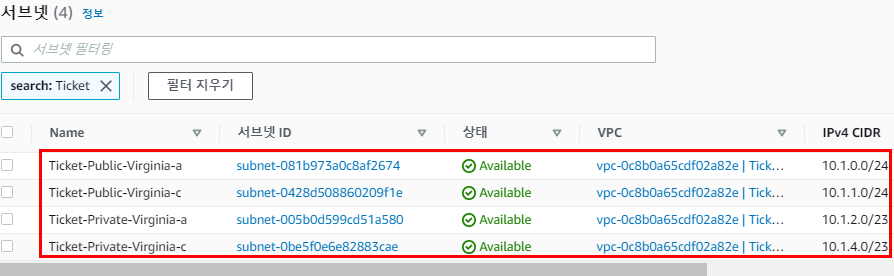 서브넷 (4) 정보
서브넷 필터링
search: Ticket 필터 지우기
Name 서브넷 ID 상태 VPC IPv4 CIDR
Ticket-Public-Virginia-a subnet-081b973a0c8af2674 Available vpc-0c8b0a65cdf02a82e | Tick… 10.1.0.0/24
Ticket-Public-Virginia-c subnet-0428d508860209f1e Available vpc-0c8b0a65cdf02a82e | Tick… 10.1.1.0/24
Ticket-Private-Virginia-a subnet-005b0d599cd51a580 Available vpc-0c8b0a65cdf02a82e | Tick… 10.1.2.0/23
Ticket-Private-Virginia-c subnet-0be5f0e6e82883cae Available vpc-0c8b0a65cdf02a82e | Tick… 10.1.4.0/23